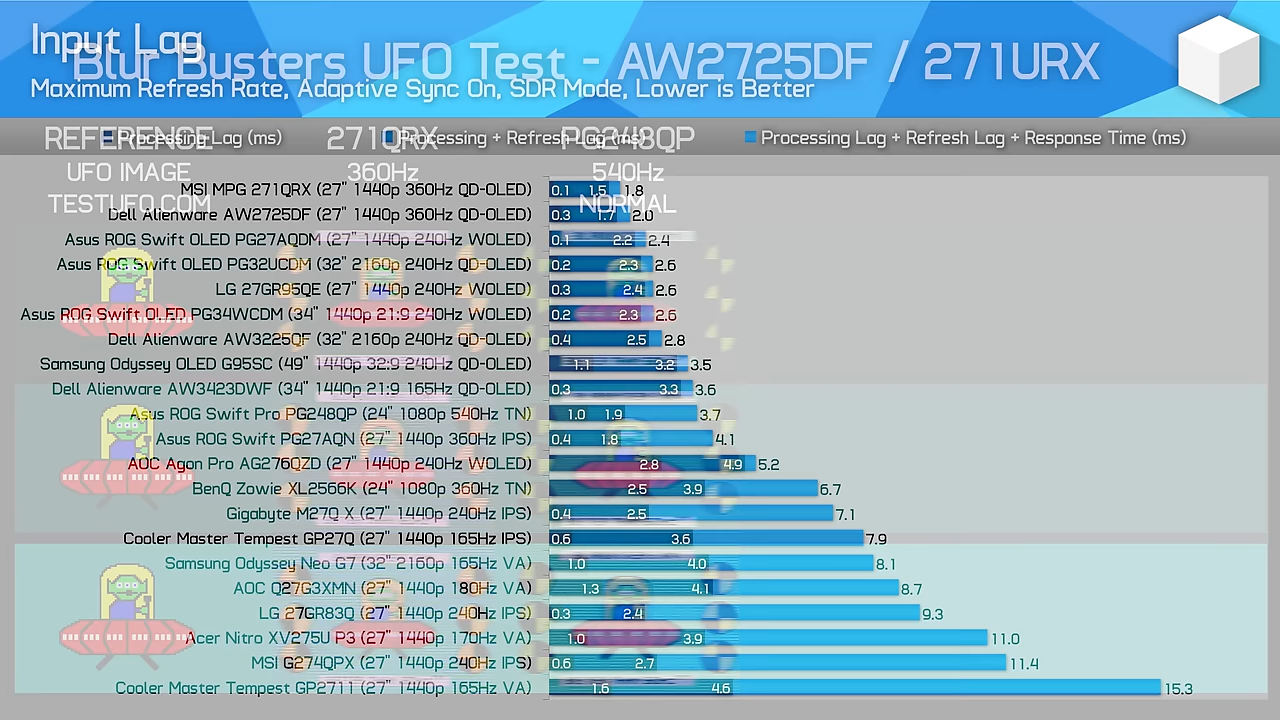 Input Lag
Blur Busters UFO Test - AW2725DF / 271URX
Maximum Refresh Rate, Adaptive Sync On, SDR Mode, Lower is Better
Processing Lag (ms) Processing + Refresh Lag (ms) Processing Lag + Refresh Lag + Response Time (ms)
REFERENCE 271QRX PG248QP
UFO IMAGE 360Hz 540Hz
TESTUFO.COM NORMAL
MSI MPG 271QRX (27" 1440p 360Hz QD-OLED) 0.1 1.5 1.8
Dell Alienware AW2725DF (27" 1440p 360Hz QD-OLED) 0.3 1.7 2.0
Asus ROG Swift OLED PG27AQDM (27" 1440p 240Hz WOLED) 0.1 2.2 2.4
Asus ROG Swift OLED PG32UCDM (32" 2160p 240Hz QD-OLED) 0.2 2.3 2.6
LG 27GR95QE (27" 1440p 240Hz WOLED) 0.3 2.4 2.6
Asus ROG Swift OLED PG34WCDM (34" 1440p 21:9 240Hz WOLED) 0.2 2.3 2.6
Dell Alienware AW3225QF (32" 2160p 240Hz QD-OLED) 0.4 2.5 2.8
Samsung Odyssey OLED G95SC (49" 1440p 32:9 240Hz QD-OLED) 1.1 3.2 3.5
Dell Alienware AW3423DWF (34" 1440p 21:9 165Hz QD-OLED) 0.3 3.3 3.6
Asus ROG Swift Pro PG248QP (24" 1080p 540Hz TN) 1.0 1.9 3.7
Asus ROG Swift PG27AQN (27" 1440p 360Hz IPS) 0.4 1.8 4.1
AOC Agon Pro AG276QZD (27" 1440p 240Hz WOLED) 2.8 4.9 5.2
BenQ Zowie XL2566K (24" 1080p 360Hz TN) 2.5 3.9 6.7
Gigabyte M27Q X (27" 1440p 240Hz IPS) 0.4 2.5 7.1
Cooler Master Tempest GP27Q (27" 1440p 165Hz IPS) 0.6 3.6 7.9
Samsung Odyssey Neo G7 (32" 2160p 165Hz VA) 1.0 4.0 8.1
AOC Q27G3XMN (27" 1440p 180Hz VA) 1.3 4.1 8.7
LG 27GR83Q (27" 1440p 240Hz IPS) 0.3 2.4 9.3
Acer Nitro XV275U P3 (27" 1440p 170Hz VA) 1.0 3.9 11.0
MSI G274QPX (27" 1440p 240Hz IPS) 0.6 2.7 11.4
Cooler Master Tempest GP2711 (27" 1440p 165Hz VA) 1.6 4.6 15.3